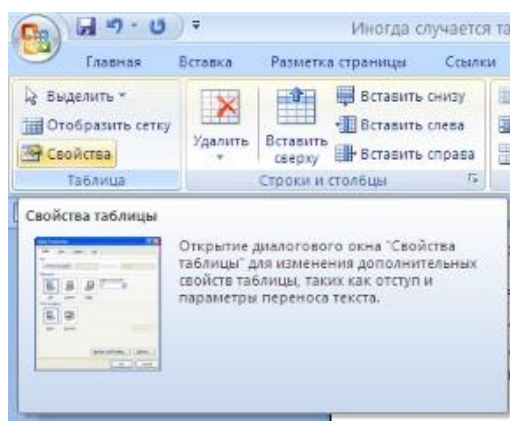 Иногда случается та
Главная Вставка Разметка страницы Ссылки
Выделить
Отобразить сетку
Свойства
Удалить
Вставить сверху
Вставить снизу
Вставить слева
Вставить справа
Таблица
Строки и столбцы
Свойства таблицы
Открытие диалогового окна "Свойства
таблицы" для изменения дополнительных
свойств таблицы, таких как отступ и
параметры переноса текста.